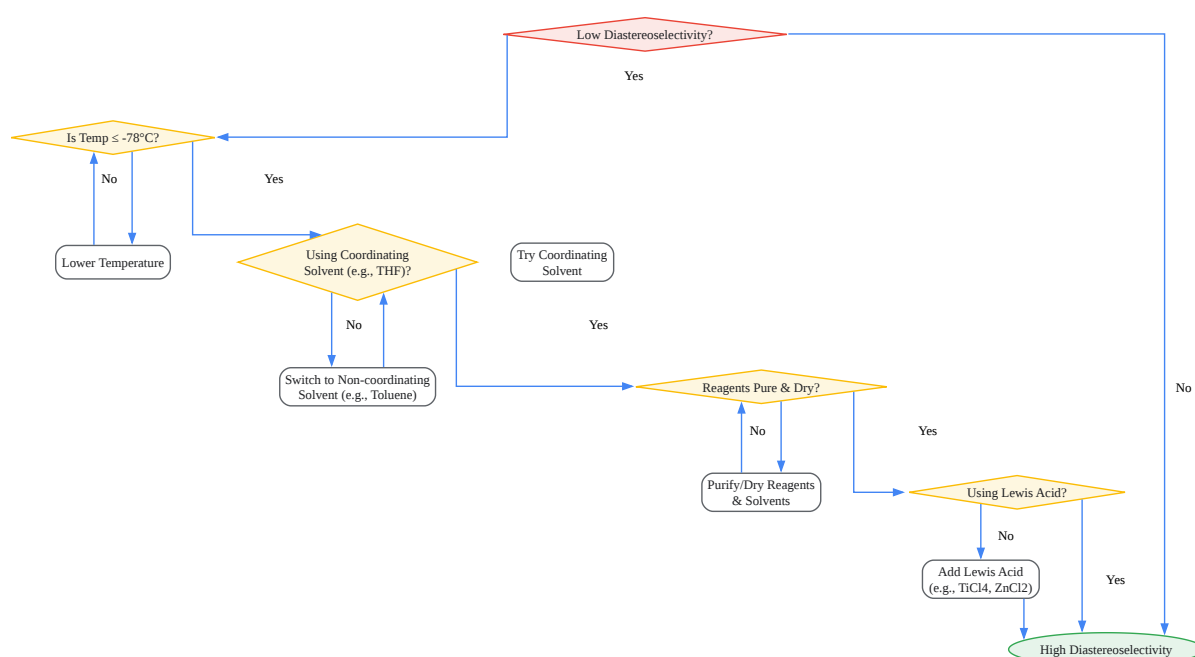 Low Diastereoselectivity?
Yes
Is Temp ≤ -78°C?
No
Yes
Lower Temperature
Using Coordinating
Solvent (e.g., THF)?
Try Coordinating
Solvent
No
Yes
Switch to Non-coordinating
Solvent (e.g., Toluene)
Reagents Pure & Dry?
No
No
Yes
Purify/Dry Reagents
& Solvents
Using Lewis Acid?
No
Add Lewis Acid
(e.g., TiCl4, ZnCl2)
Yes
High Diastereoselectivity